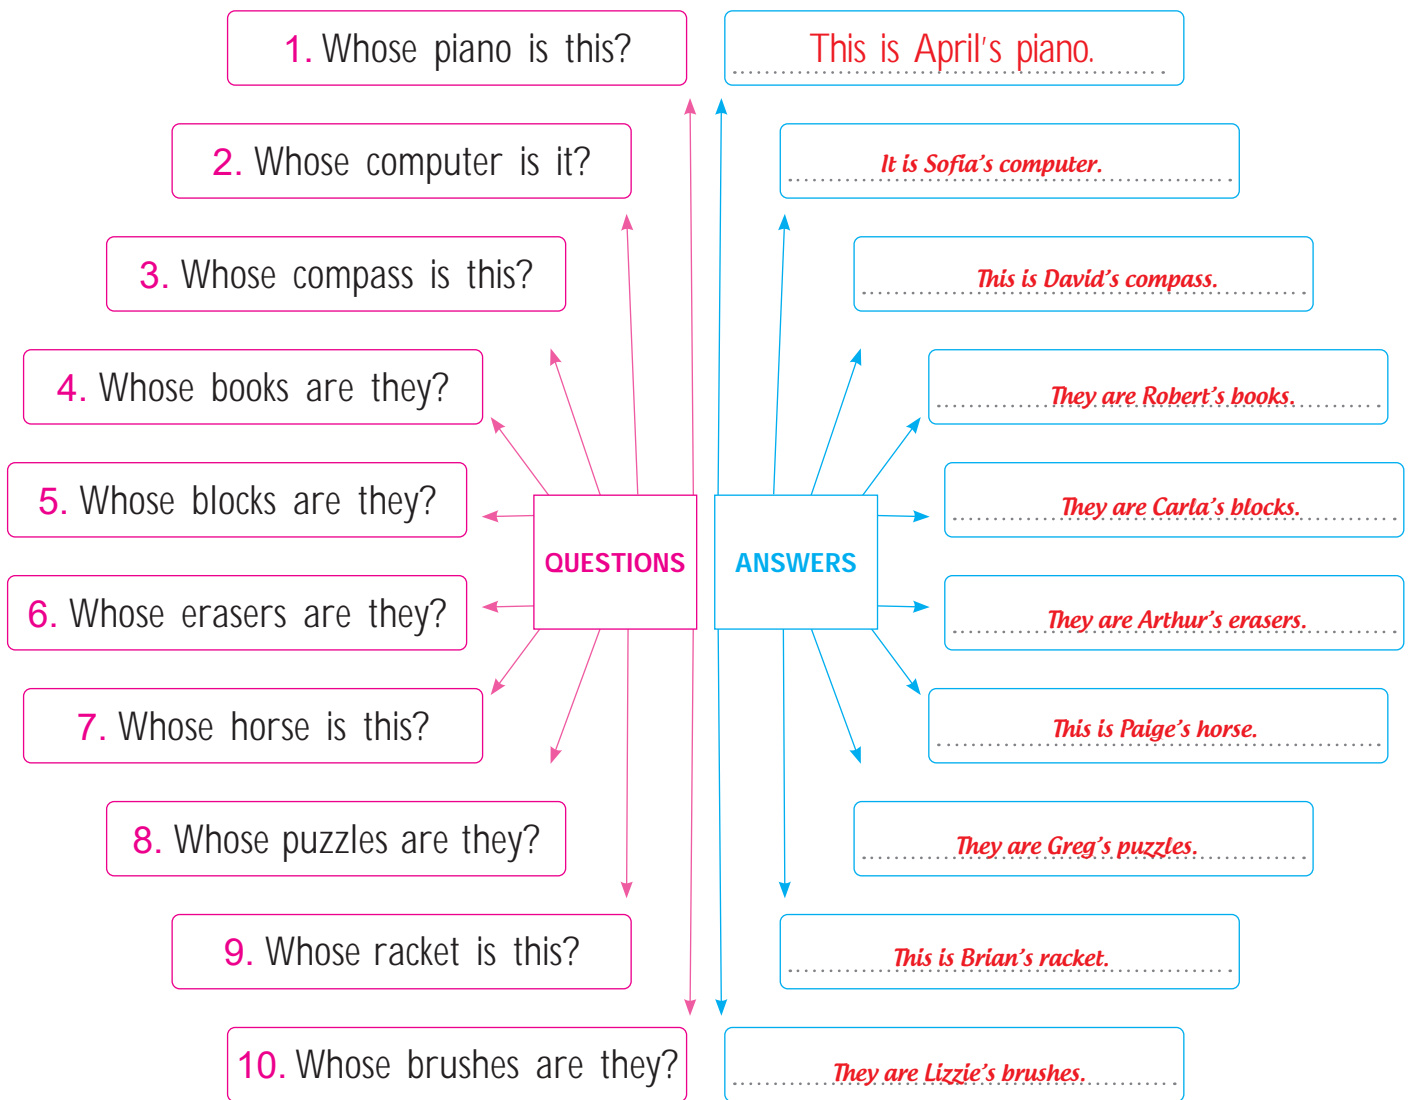 1. Whose piano is this?
This is April's piano.
2. Whose computer is it?
It is Sofia's computer.
3. Whose compass is this?
This is David's compass.
4. Whose books are they?
They are Robert's books.
5. Whose blocks are they?
They are Carla's blocks.
QUESTIONS
ANSWERS
6. Whose erasers are they?
They are Arthur's erasers.
7. Whose horse is this?
This is Paige's horse.
8. Whose puzzles are they?
They are Greg's puzzles.
9. Whose racket is this?
This is Brian's racket.
10. Whose brushes are they?
They are Lizzie's brushes.